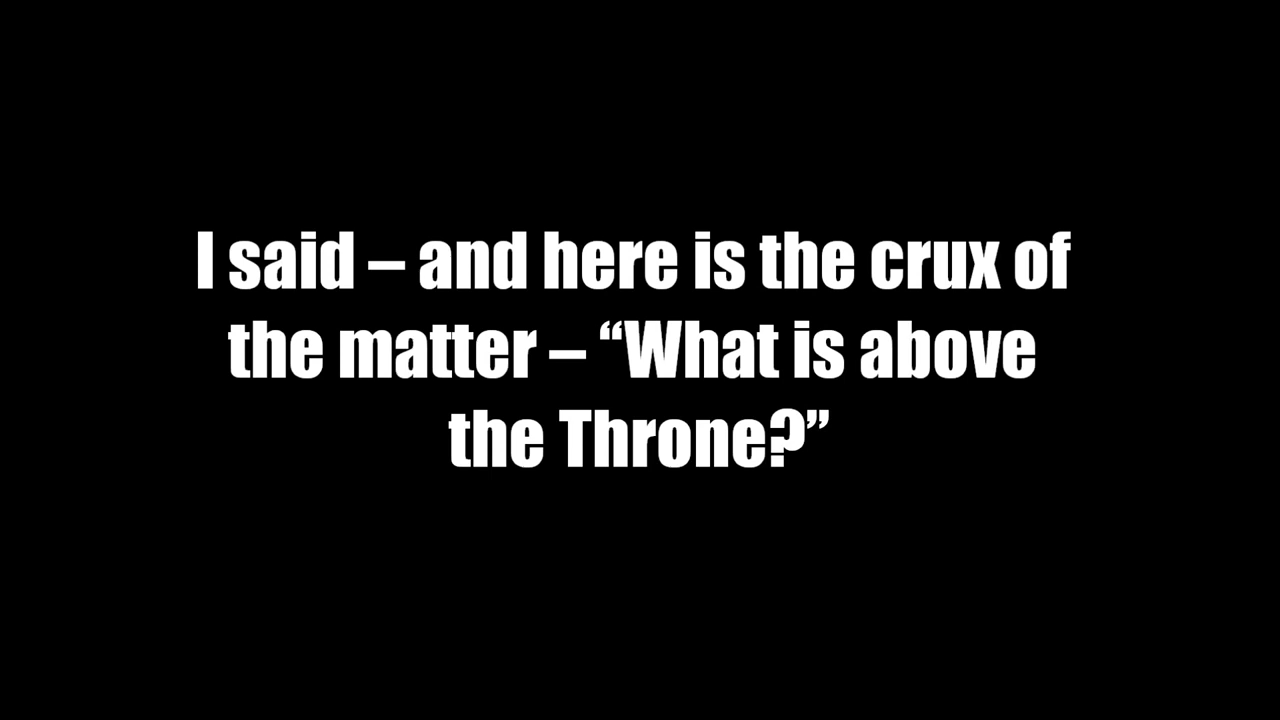 I said – and here is the crux of
the matter – “What is above
the Throne?”